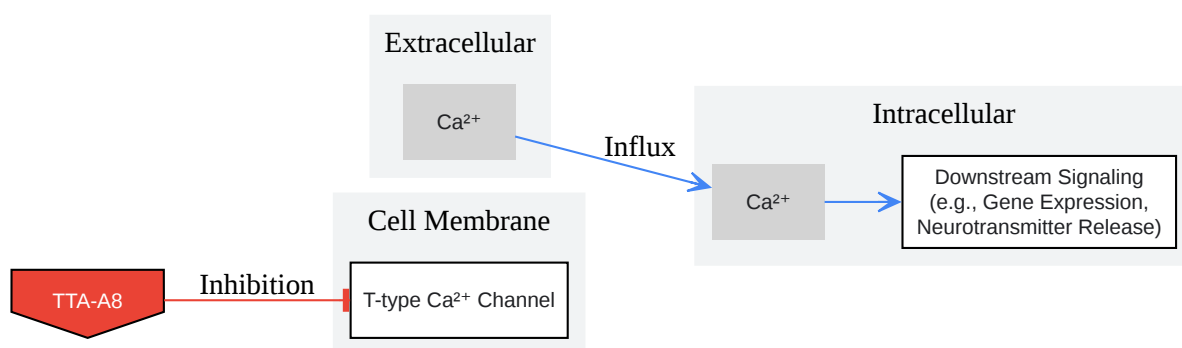 Extracellular
Ca²⁺
Influx
Intracellular
Ca²⁺
Downstream Signaling
(e.g., Gene Expression,
Neurotransmitter Release)
Cell Membrane
T-type Ca²⁺ Channel
Inhibition
TTA-A8